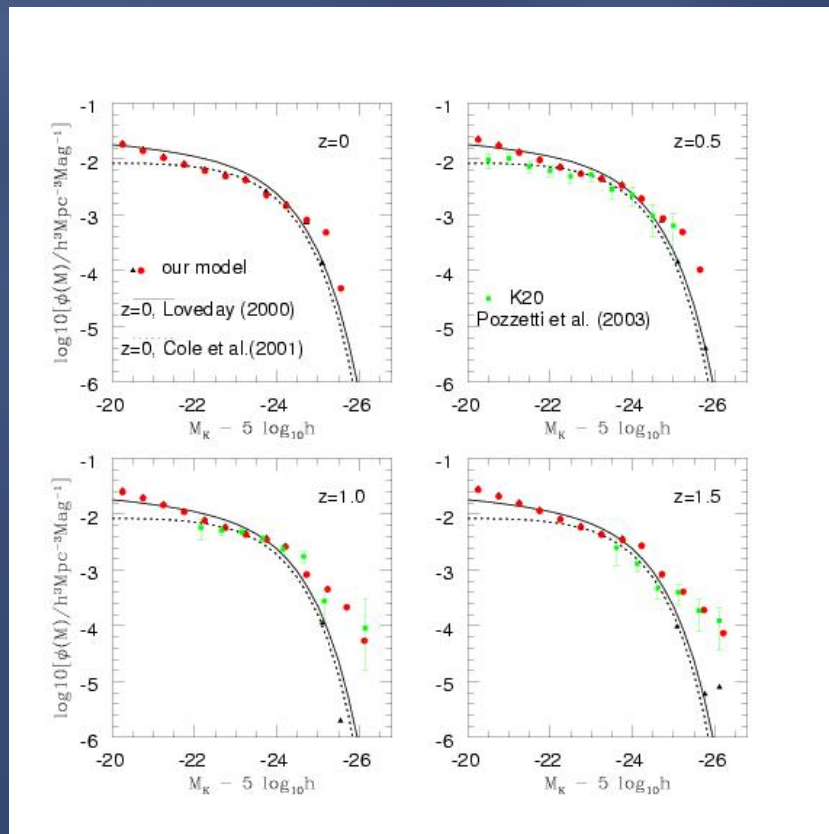 -1
-2
-3
-4
-5
-6
-20
-22
-24
-26
M_K − 5 log₁₀h
log10[ϕ(M)/h³Mpc⁻³Mag⁻¹]
z=0
our model
z=0, Loveday (2000)
z=0, Cole et al.(2001)
-1
-2
-3
-4
-5
-6
-20
-22
-24
-26
M_K − 5 log₁₀h
z=0.5
K20
Pozzetti et al. (2003)
-1
-2
-3
-4
-5
-6
-20
-22
-24
-26
M_K − 5 log₁₀h
log10[ϕ(M)/h³Mpc⁻³Mag⁻¹]
z=1.0
-1
-2
-3
-4
-5
-6
-20
-22
-24
-26
M_K − 5 log₁₀h
z=1.5